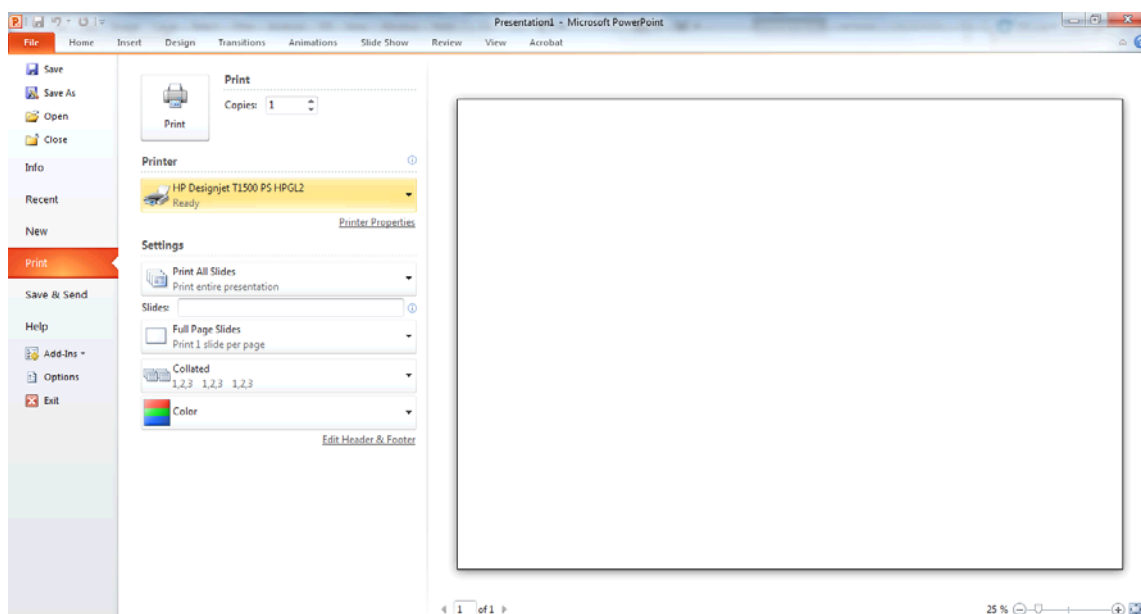 Presentation1 - Microsoft PowerPoint
File Home Insert Design Transitions Animations Slide Show Review View Acrobat
Save
Save As
Open
Close
Info
Recent
New
Print
Save & Send
Help
Add-Ins
Options
Exit
Print
Print
Copies: 1
Printer
HP Designjet T1500 PS HPGL2
Ready
Printer Properties
Settings
Print All Slides
Print entire presentation
Slides:
Full Page Slides
Print 1 slide per page
Collated
1,2,3 1,2,3 1,2,3
Color
Edit Header & Footer
1 of 1
25 %